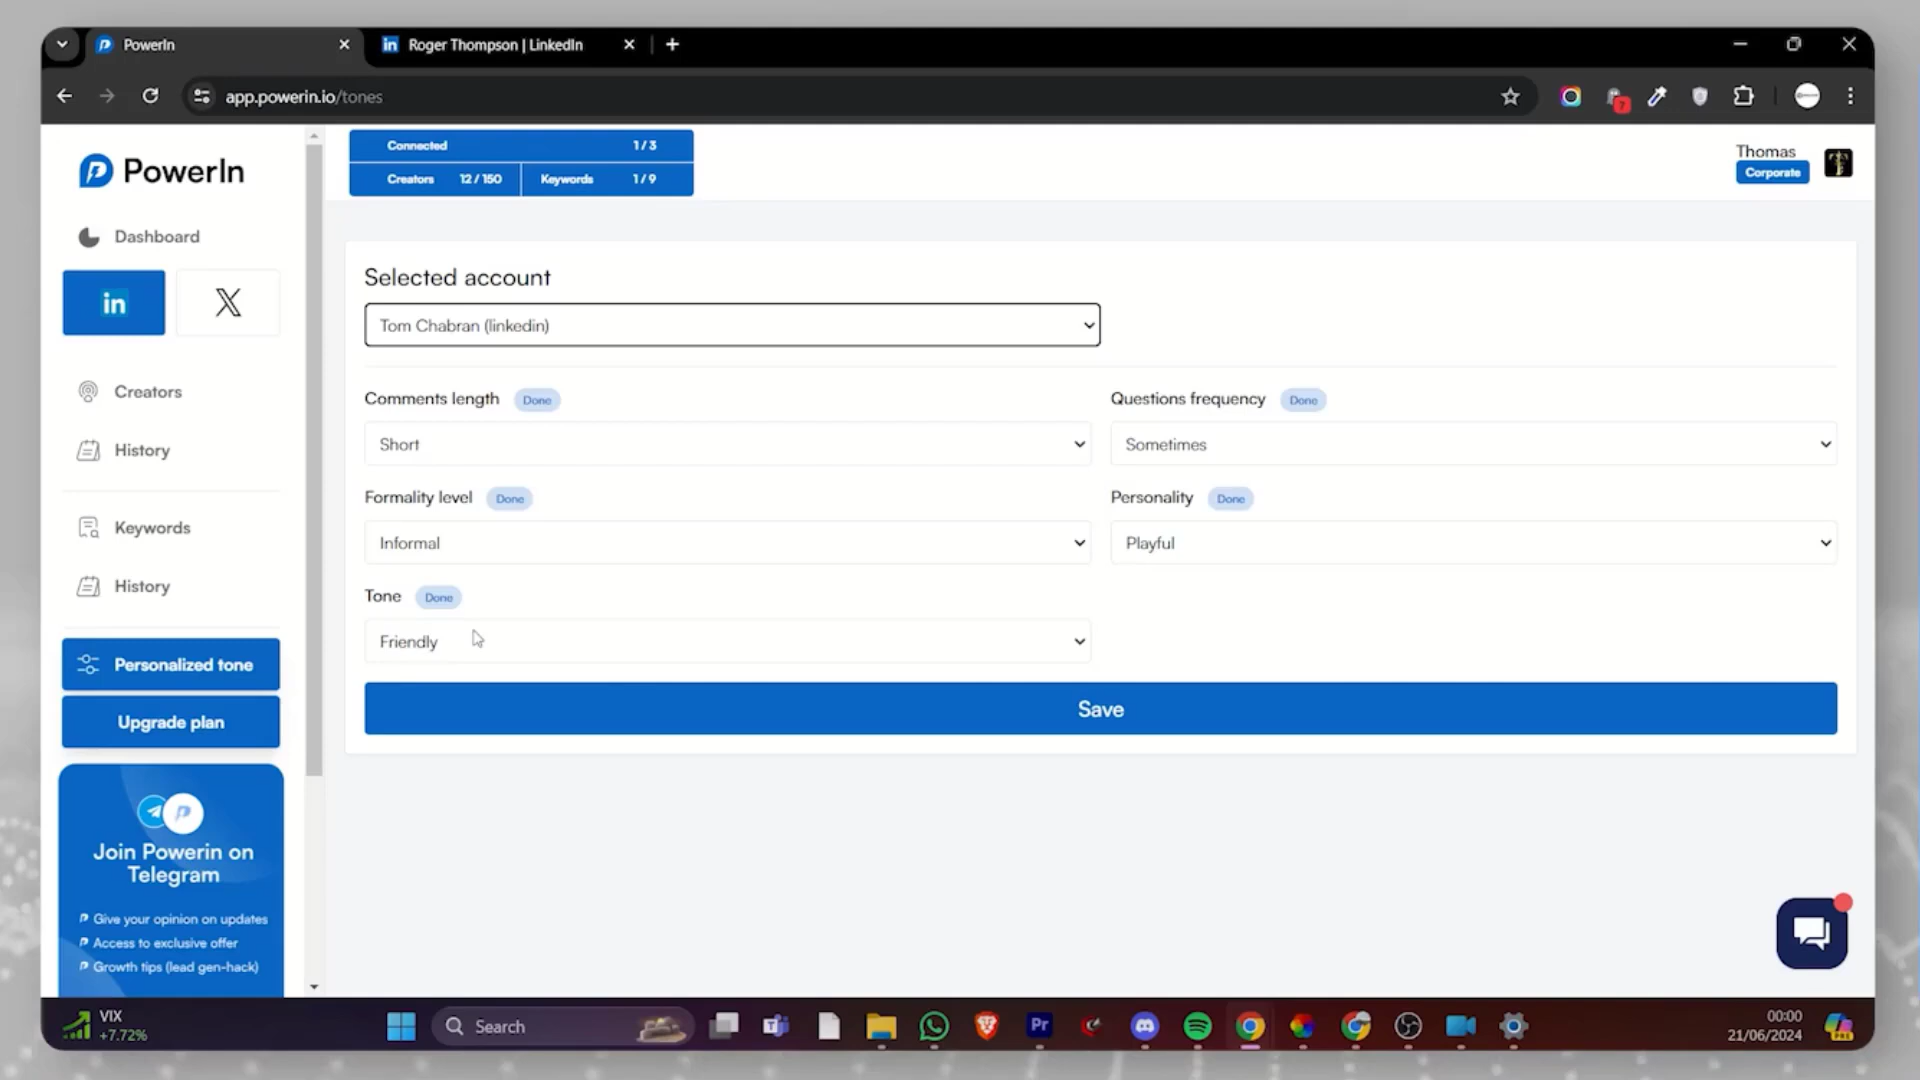 PowerIn
Roger Thompson | LinkedIn
app.powerin.io/tones
7
PowerIn
Connected 1 / 3
Creators 12 / 150 Keywords 1 / 9
Thomas
Corporate
Dashboard
in
X
Creators
History
Keywords
History
Personalized tone
Upgrade plan
Join Powerin on
Telegram
Give your opinion on updates
Access to exclusive offer
Growth tips (lead gen-hack)
Selected account
Tom Chabran (linkedin)
Comments length Done
Short
Questions frequency Done
Sometimes
Formality level Done
Informal
Personality Done
Playful
Tone Done
Friendly
Save
VIX
+7.72%
Search
Pr
00:00
21/06/2024
PRE